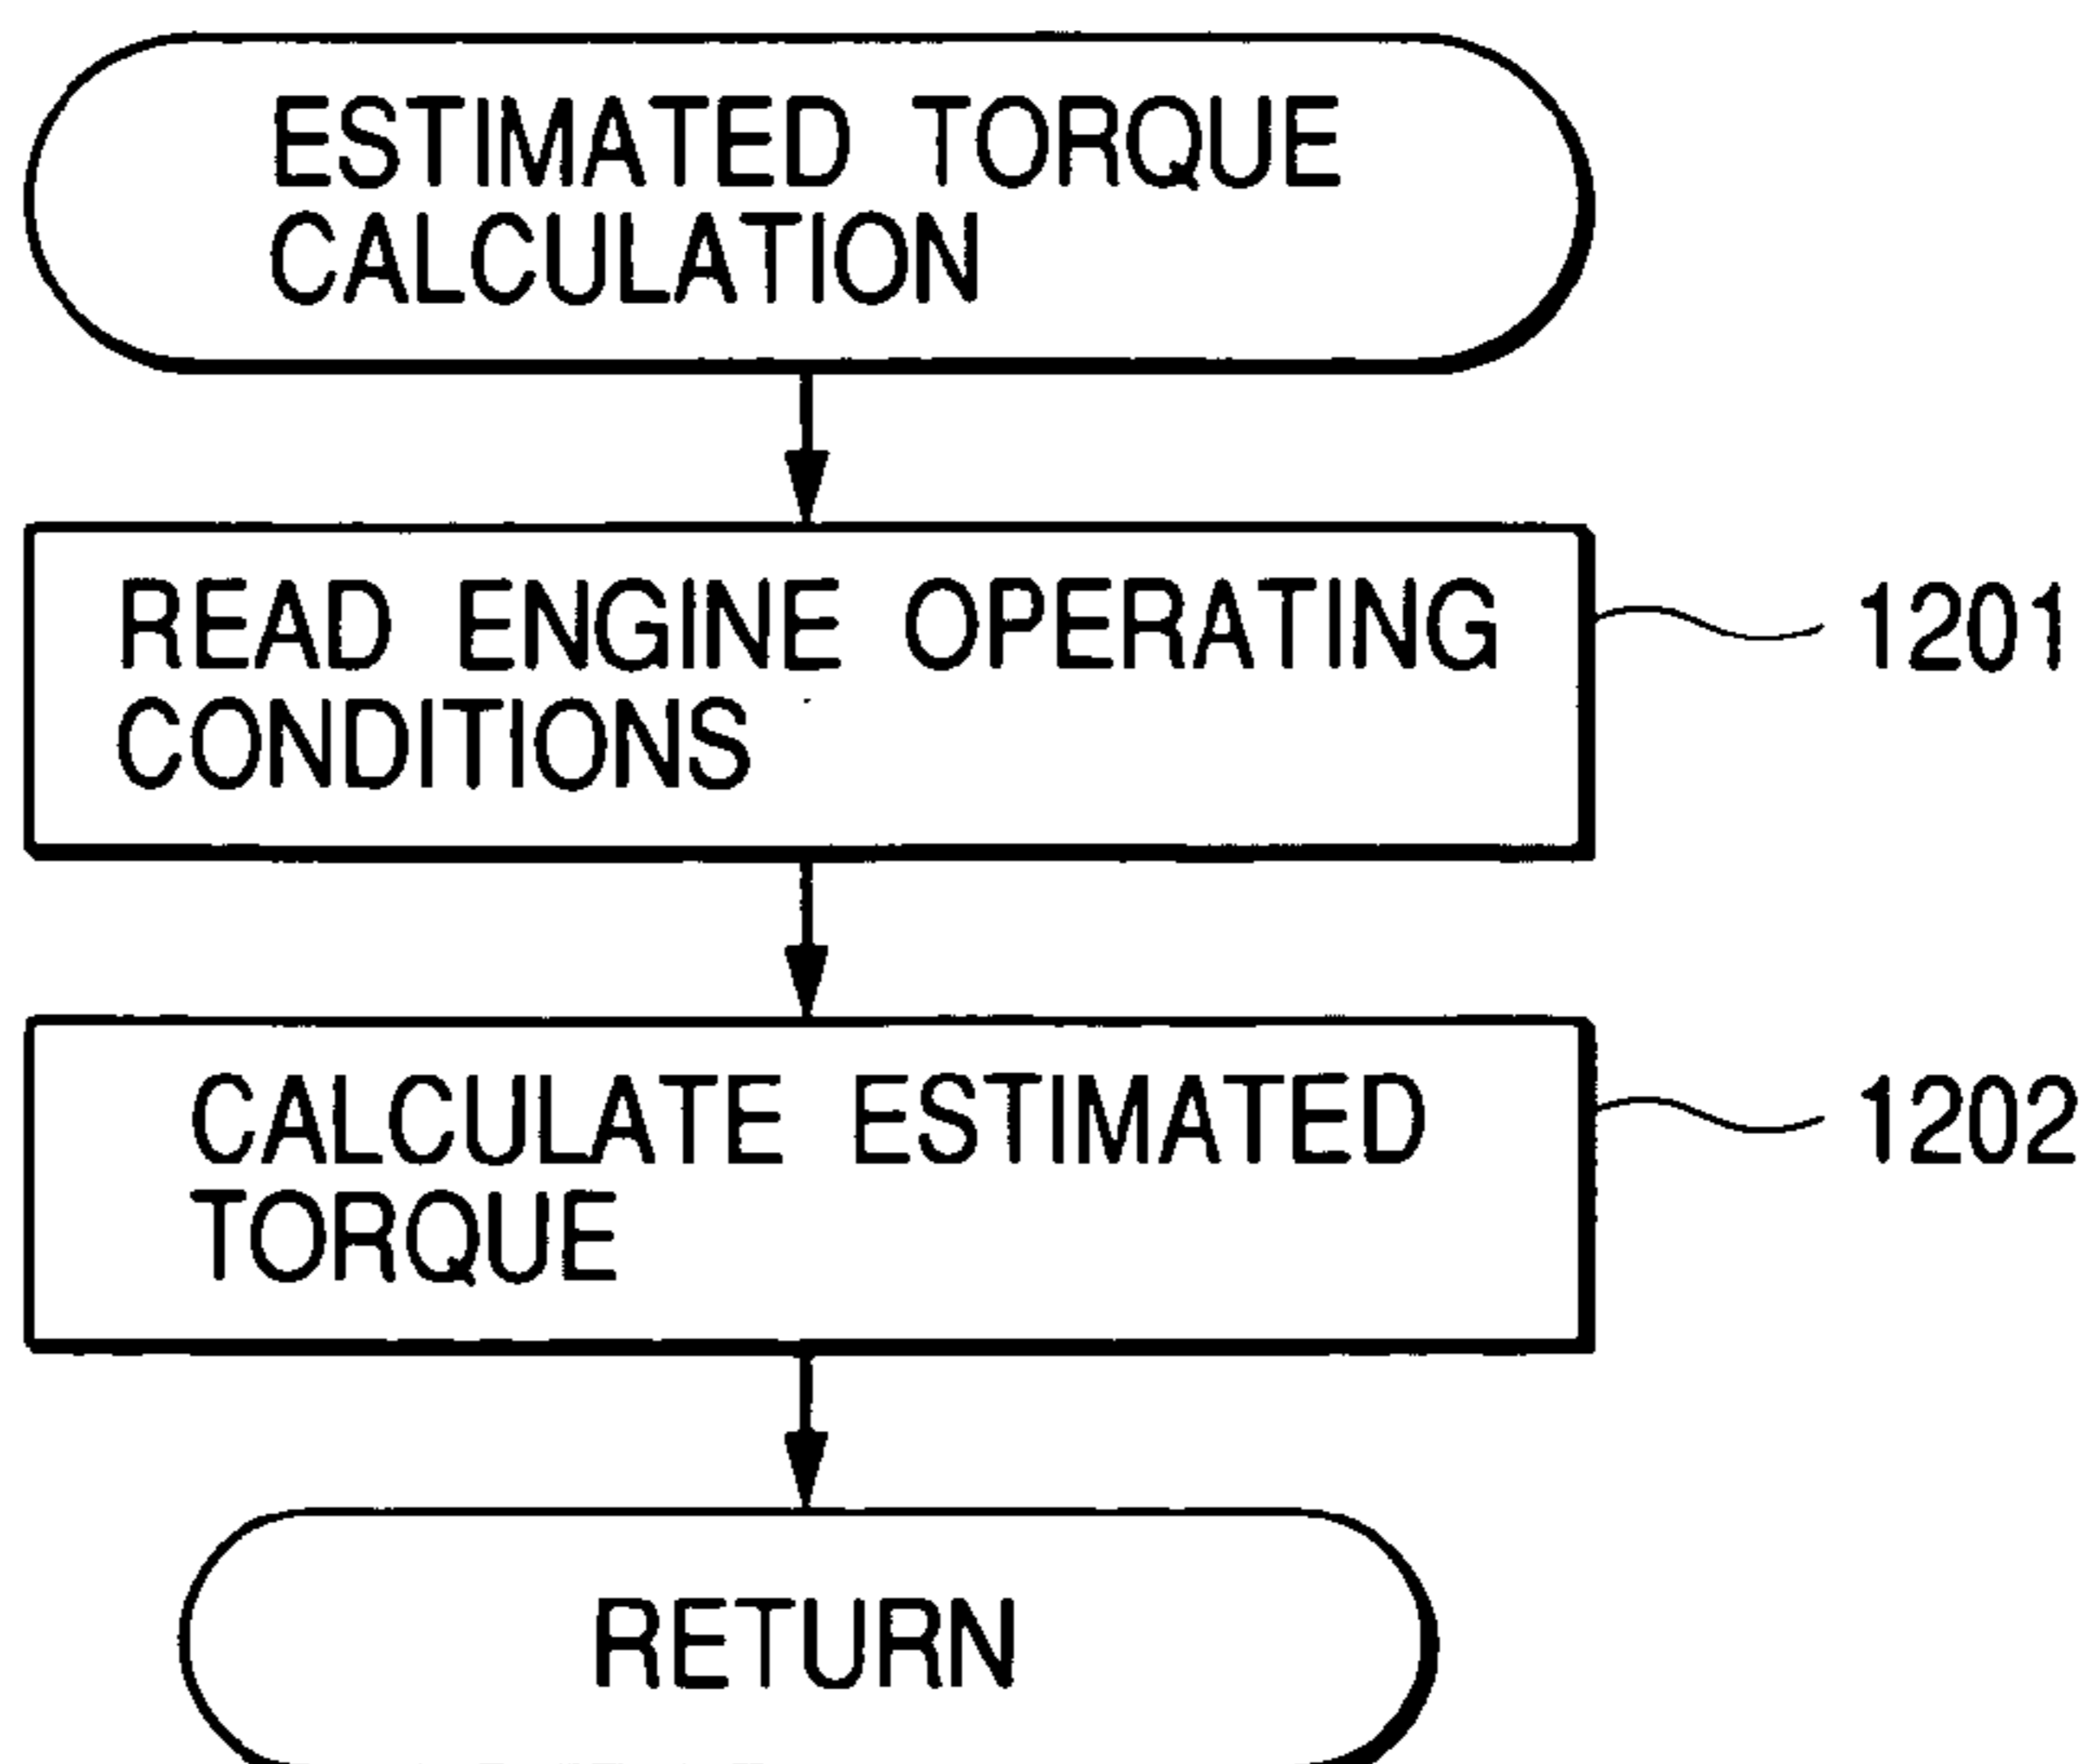 ESTIMATED TORQUE
CALCULATION
READ ENGINE OPERATING
CONDITIONS
1201
CALCULATE ESTIMATED
TORQUE
1202
RETURN